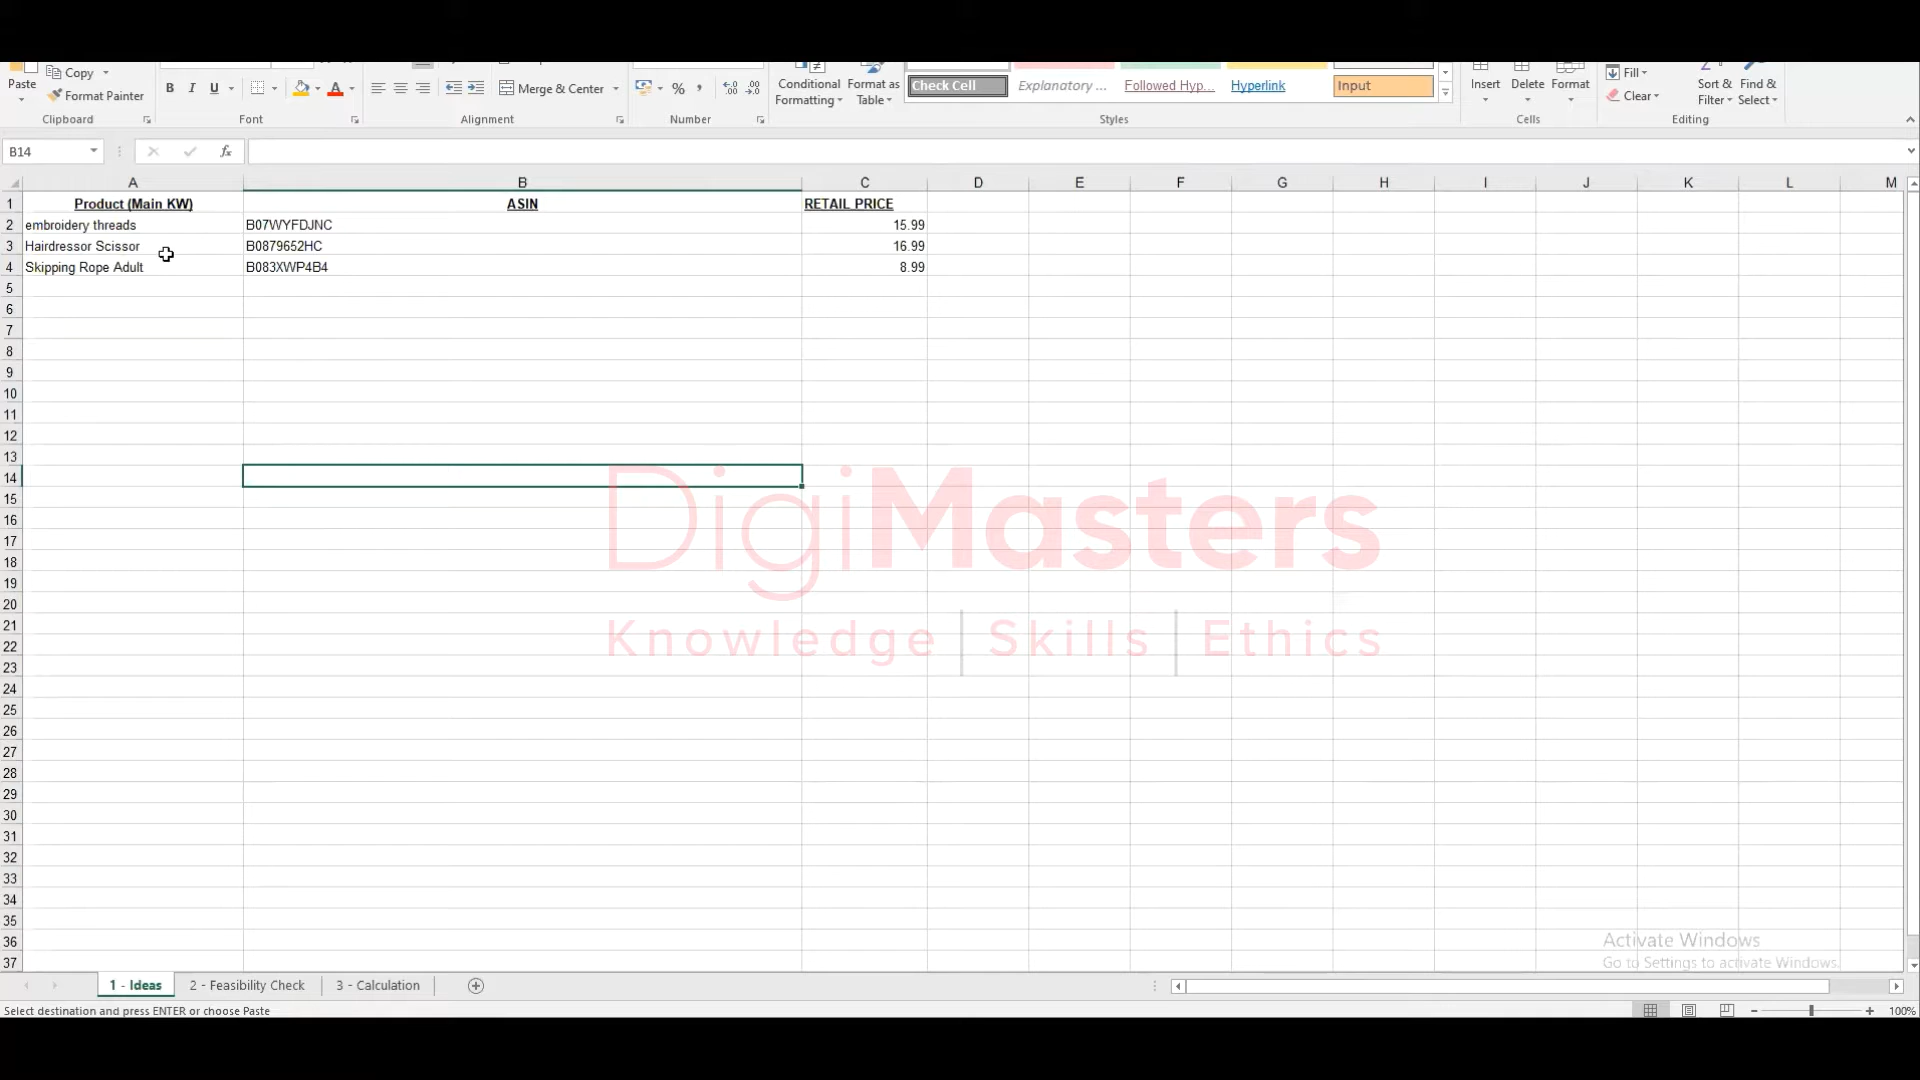 Copy
Paste
Format Painter
Clipboard
B I U
A
Font
Merge & Center
Alignment
% ,
Number
Conditional Formatting
Format as Table
Check Cell
Explanatory ...
Followed Hyp...
Hyperlink
Input
Styles
Insert
Delete
Format
Cells
Fill
Clear
Sort & Filter
Find & Select
Editing
B14
fx
A B C D E F G H I J K L M
1 Product (Main KW) ASIN RETAIL PRICE
2 embroidery threads B07WYFDJNC 15.99
3 Hairdressor Scissor B0879652HC 16.99
4 Skipping Rope Adult B083XWP4B4 8.99
5
6
7
8
9
10
11
12
13
14
15
16
17
18
19
20
21
22
23
24
25
26
27
28
29
30
31
32
33
34
35
36
37
DigiMasters
Knowledge | Skills | Ethics
Activate Windows
Go to Settings to activate Windows.
1 - Ideas 2 - Feasibility Check 3 - Calculation
Select destination and press ENTER or choose Paste
100%